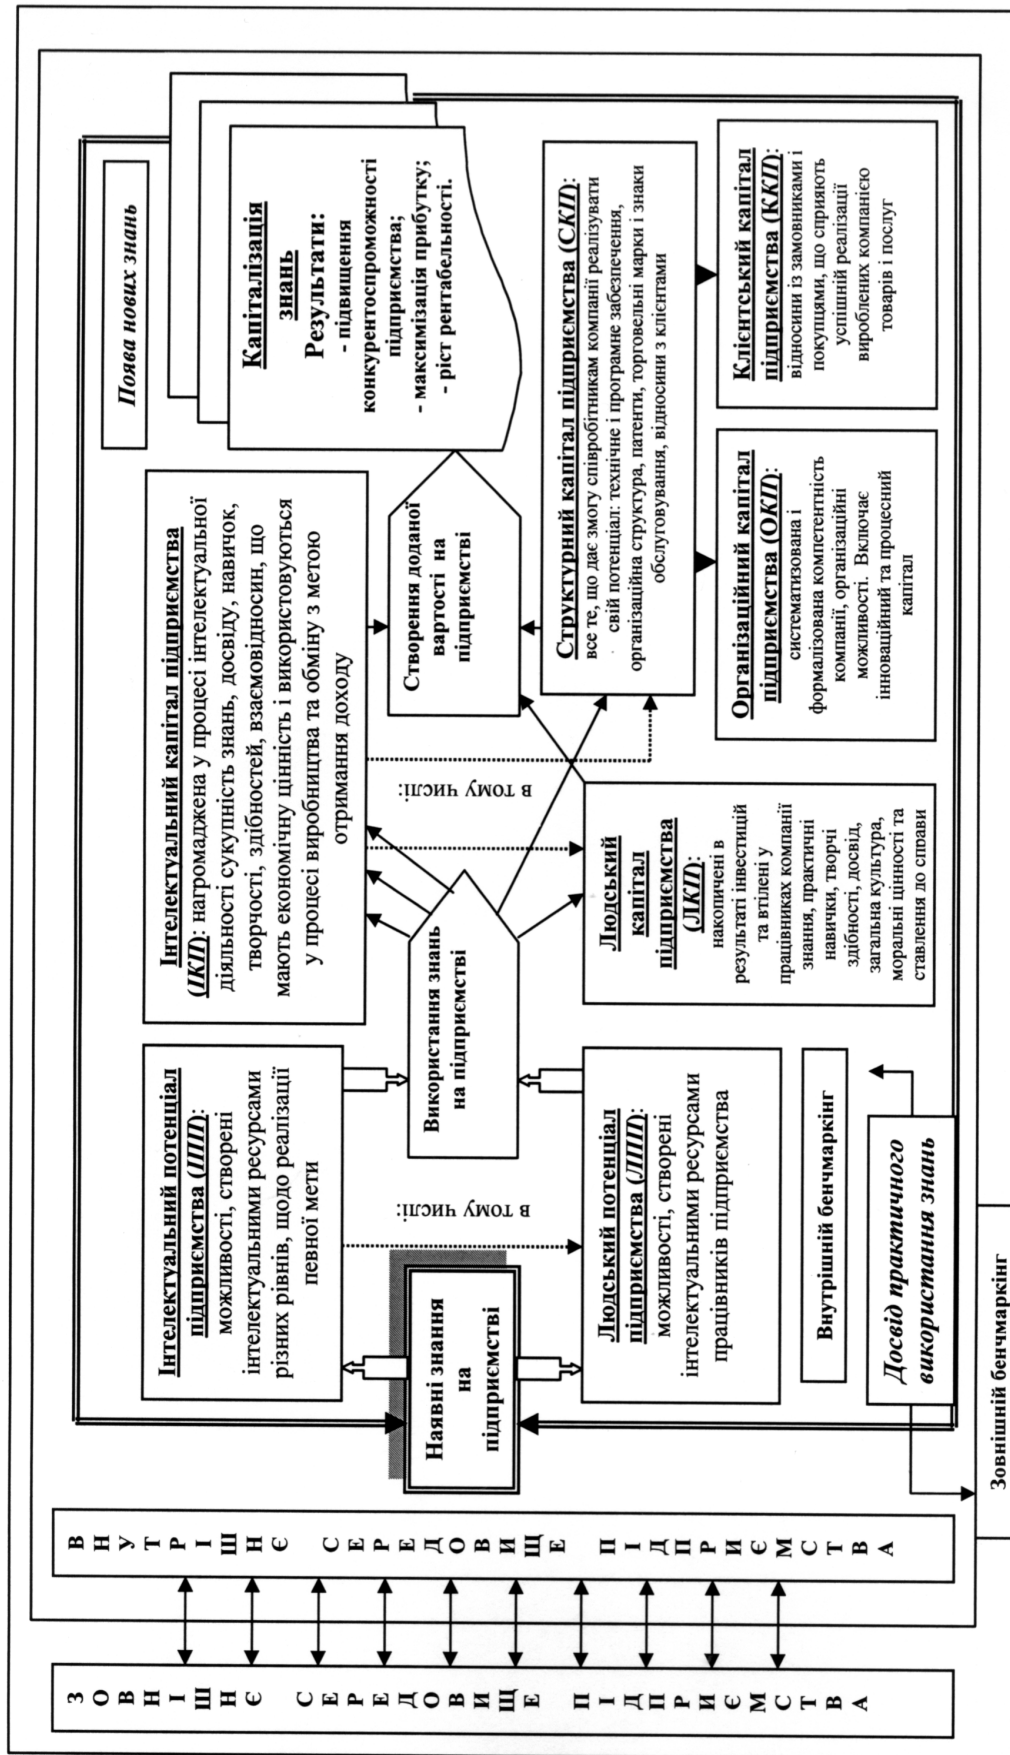 ЗОВНІШНЄ СЕРЕДОВИЩЕ ПІДПРИЄМСТВА
ВНУТРІШНЄ СЕРЕДОВИЩЕ ПІДПРИЄМСТВА
Наявні знання
на
підприємстві
Інтелектуальний потенціал
підприємства (ІПП):
можливості, створені
інтелектуальними ресурсами
різних рівнів, щодо реалізації
певної мети
в тому числі:
Людський потенціал
підприємства (ЛПП):
можливості, створені
інтелектуальними ресурсами
працівників підприємства
Внутрішній бенчмаркінг
Досвід практичного
використання знань
Зовнішній бенчмаркінг
Використання знань
на підприємстві
Інтелектуальний капітал підприємства
(ІКП): нагромаджена у процесі інтелектуальної
діяльності сукупність знань, досвіду, навичок,
творчості, здібностей, взаємовідносин, що
мають економічну цінність і використовуються
у процесі виробництва та обміну з метою
отримання доходу
в тому числі:
Людський
капітал
підприємства
(ЛКП):
накопичені в
результаті інвестицій
та втілені у
працівниках компанії
знання, практичні
навички, творчі
здібності, досвід,
загальна культура,
моральні цінності та
ставлення до справи
Створення доданої
вартості на
підприємстві
Поява нових знань
Капіталізація
знань
Результати:
- підвищення
конкурентоспроможності
підприємства;
- максимізація прибутку;
- ріст рентабельності.
Структурний капітал підприємства (СКП):
все те, що дає змогу співробітникам компанії реалізувати
свій потенціал: технічне і програмне забезпечення,
організаційна структура, патенти, торговельні марки і знаки
обслуговування, відносини з клієнтами
Організаційний капітал
підприємства (ОКП):
систематизована і
формалізована компетентність
компанії, організаційні
можливості. Включає
інноваційний та процесний
капітал
Клієнтський капітал
підприємства (ККП):
відносини із замовниками і
покупцями, що сприяють
успішній реалізації
вироблених компанією
товарів і послуг